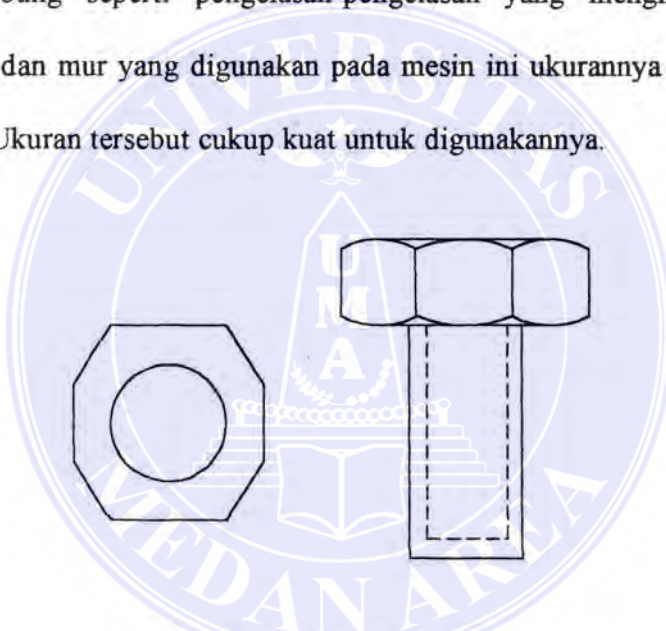 seperti pengelasan-pengelasan yang
dan mur yang digunakan pada mesin ini ukurannya
Ukuran tersebut cukup kuat untuk digunakannya.
UNIVERSITAS
UMA
MEDAN AREA